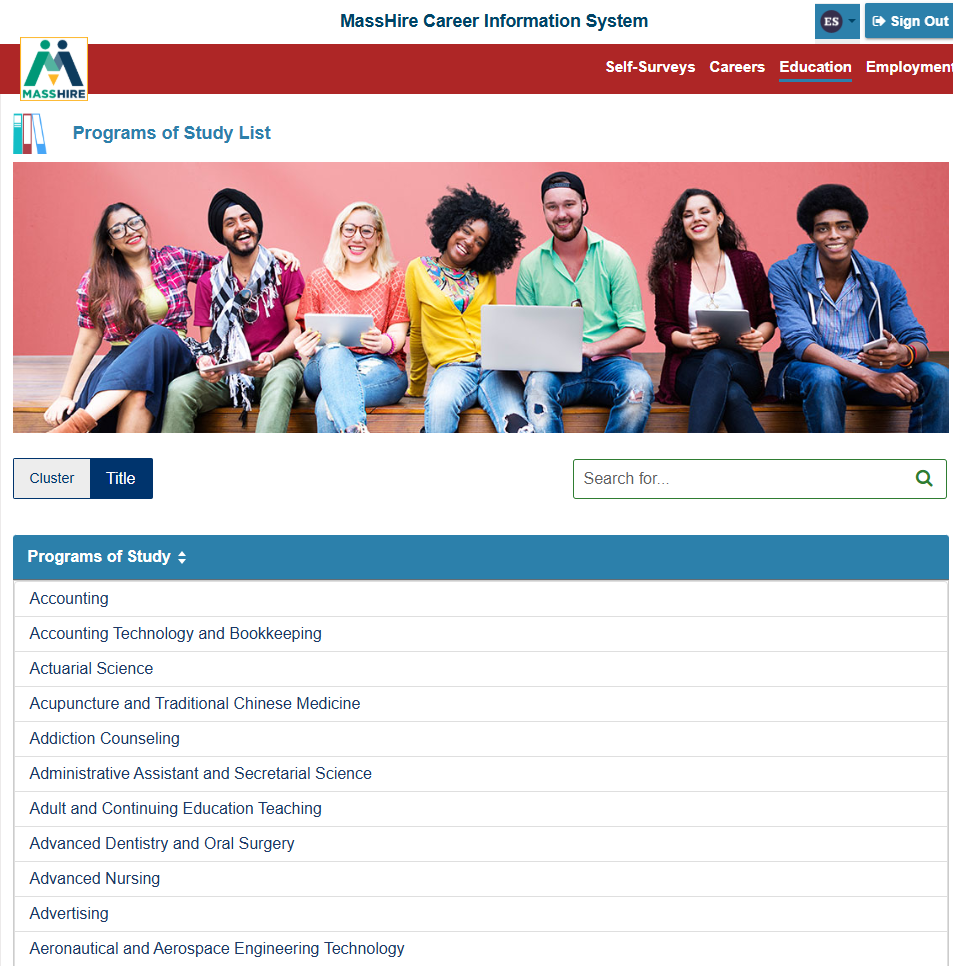 MassHire Career Information System
ES
Sign Out
MASSHIRE
Self-Surveys Careers Education Employment
Programs of Study List
Cluster Title
Search for...
Programs of Study
Accounting
Accounting Technology and Bookkeeping
Actuarial Science
Acupuncture and Traditional Chinese Medicine
Addiction Counseling
Administrative Assistant and Secretarial Science
Adult and Continuing Education Teaching
Advanced Dentistry and Oral Surgery
Advanced Nursing
Advertising
Aeronautical and Aerospace Engineering Technology